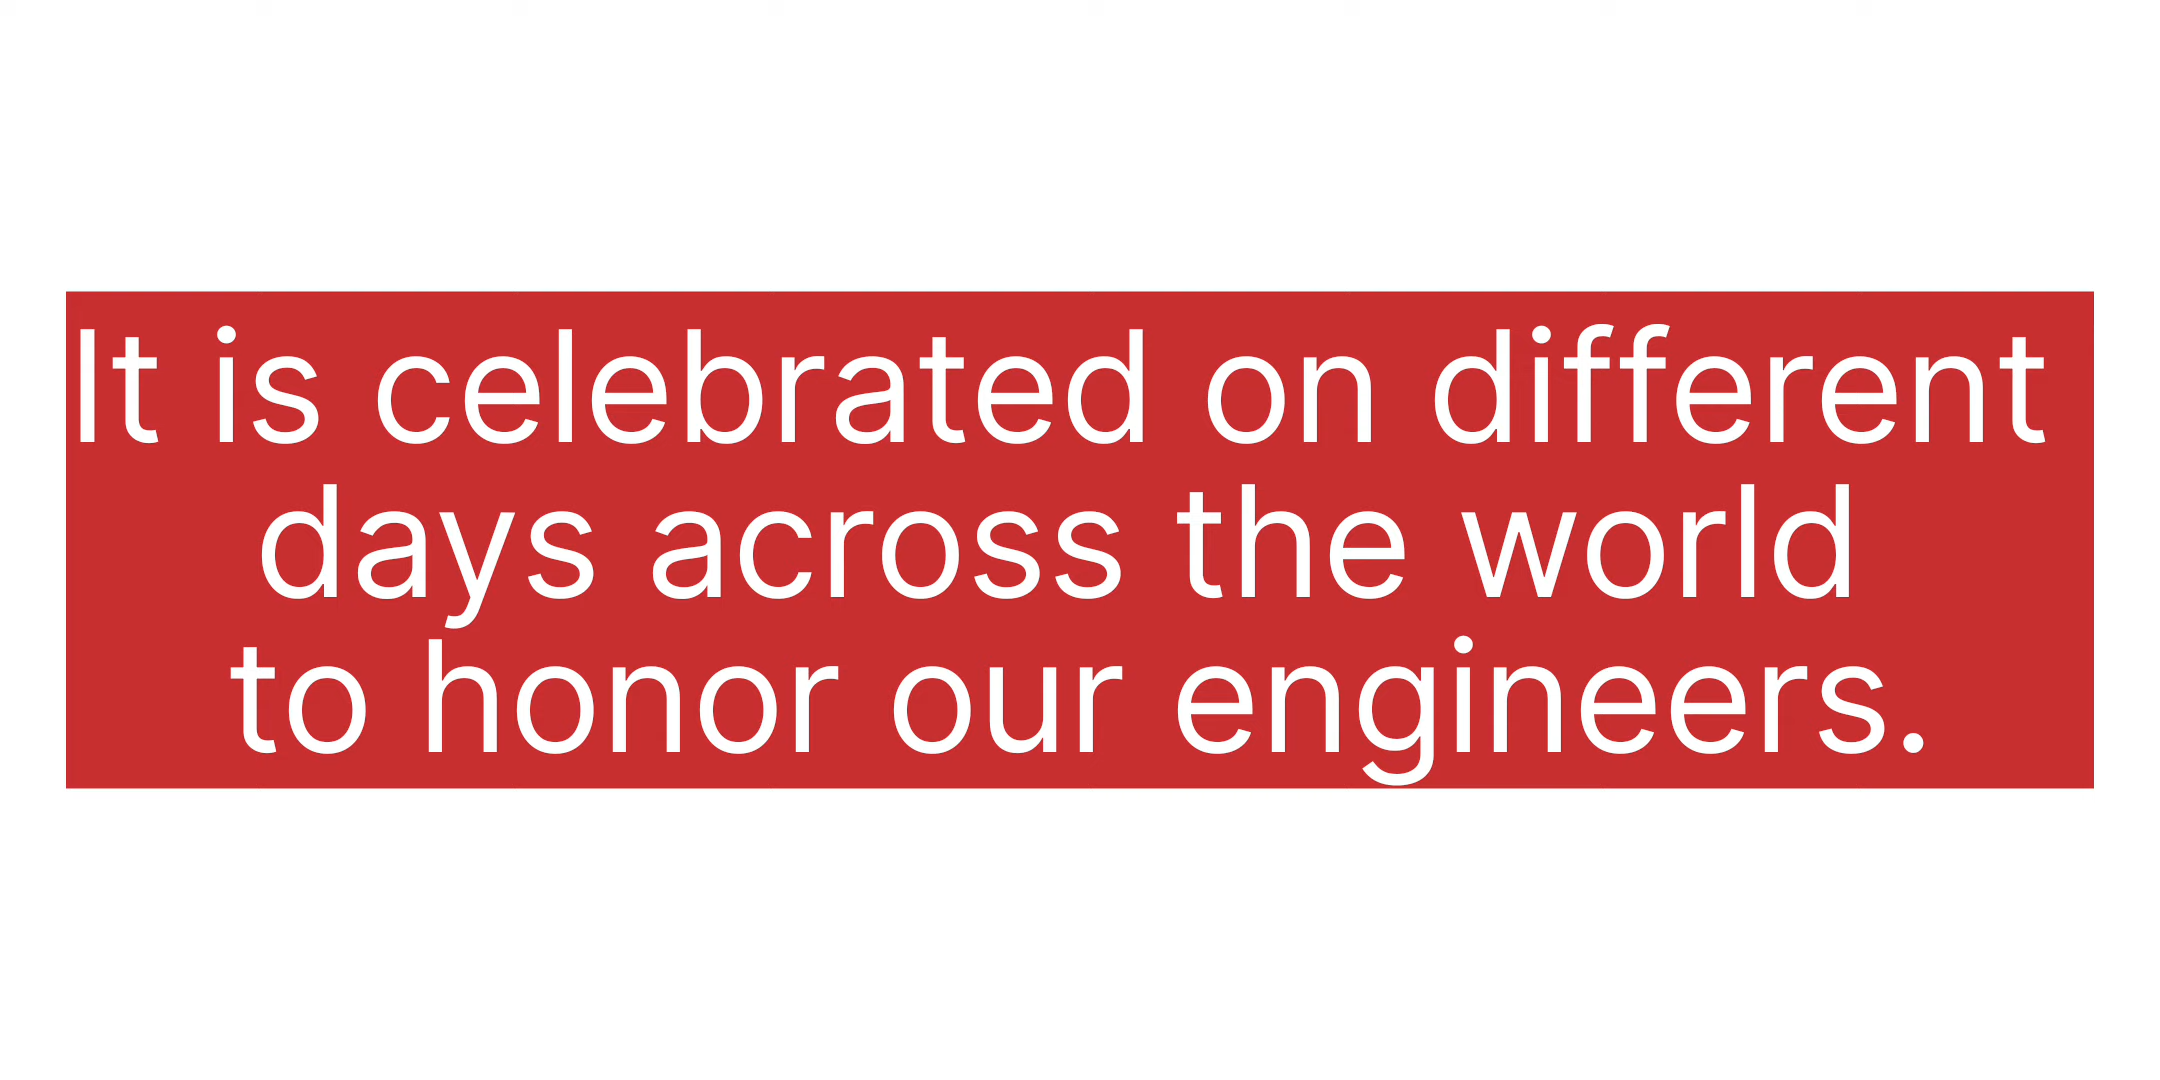 It is celebrated on different
days across the world
to honor our engineers.